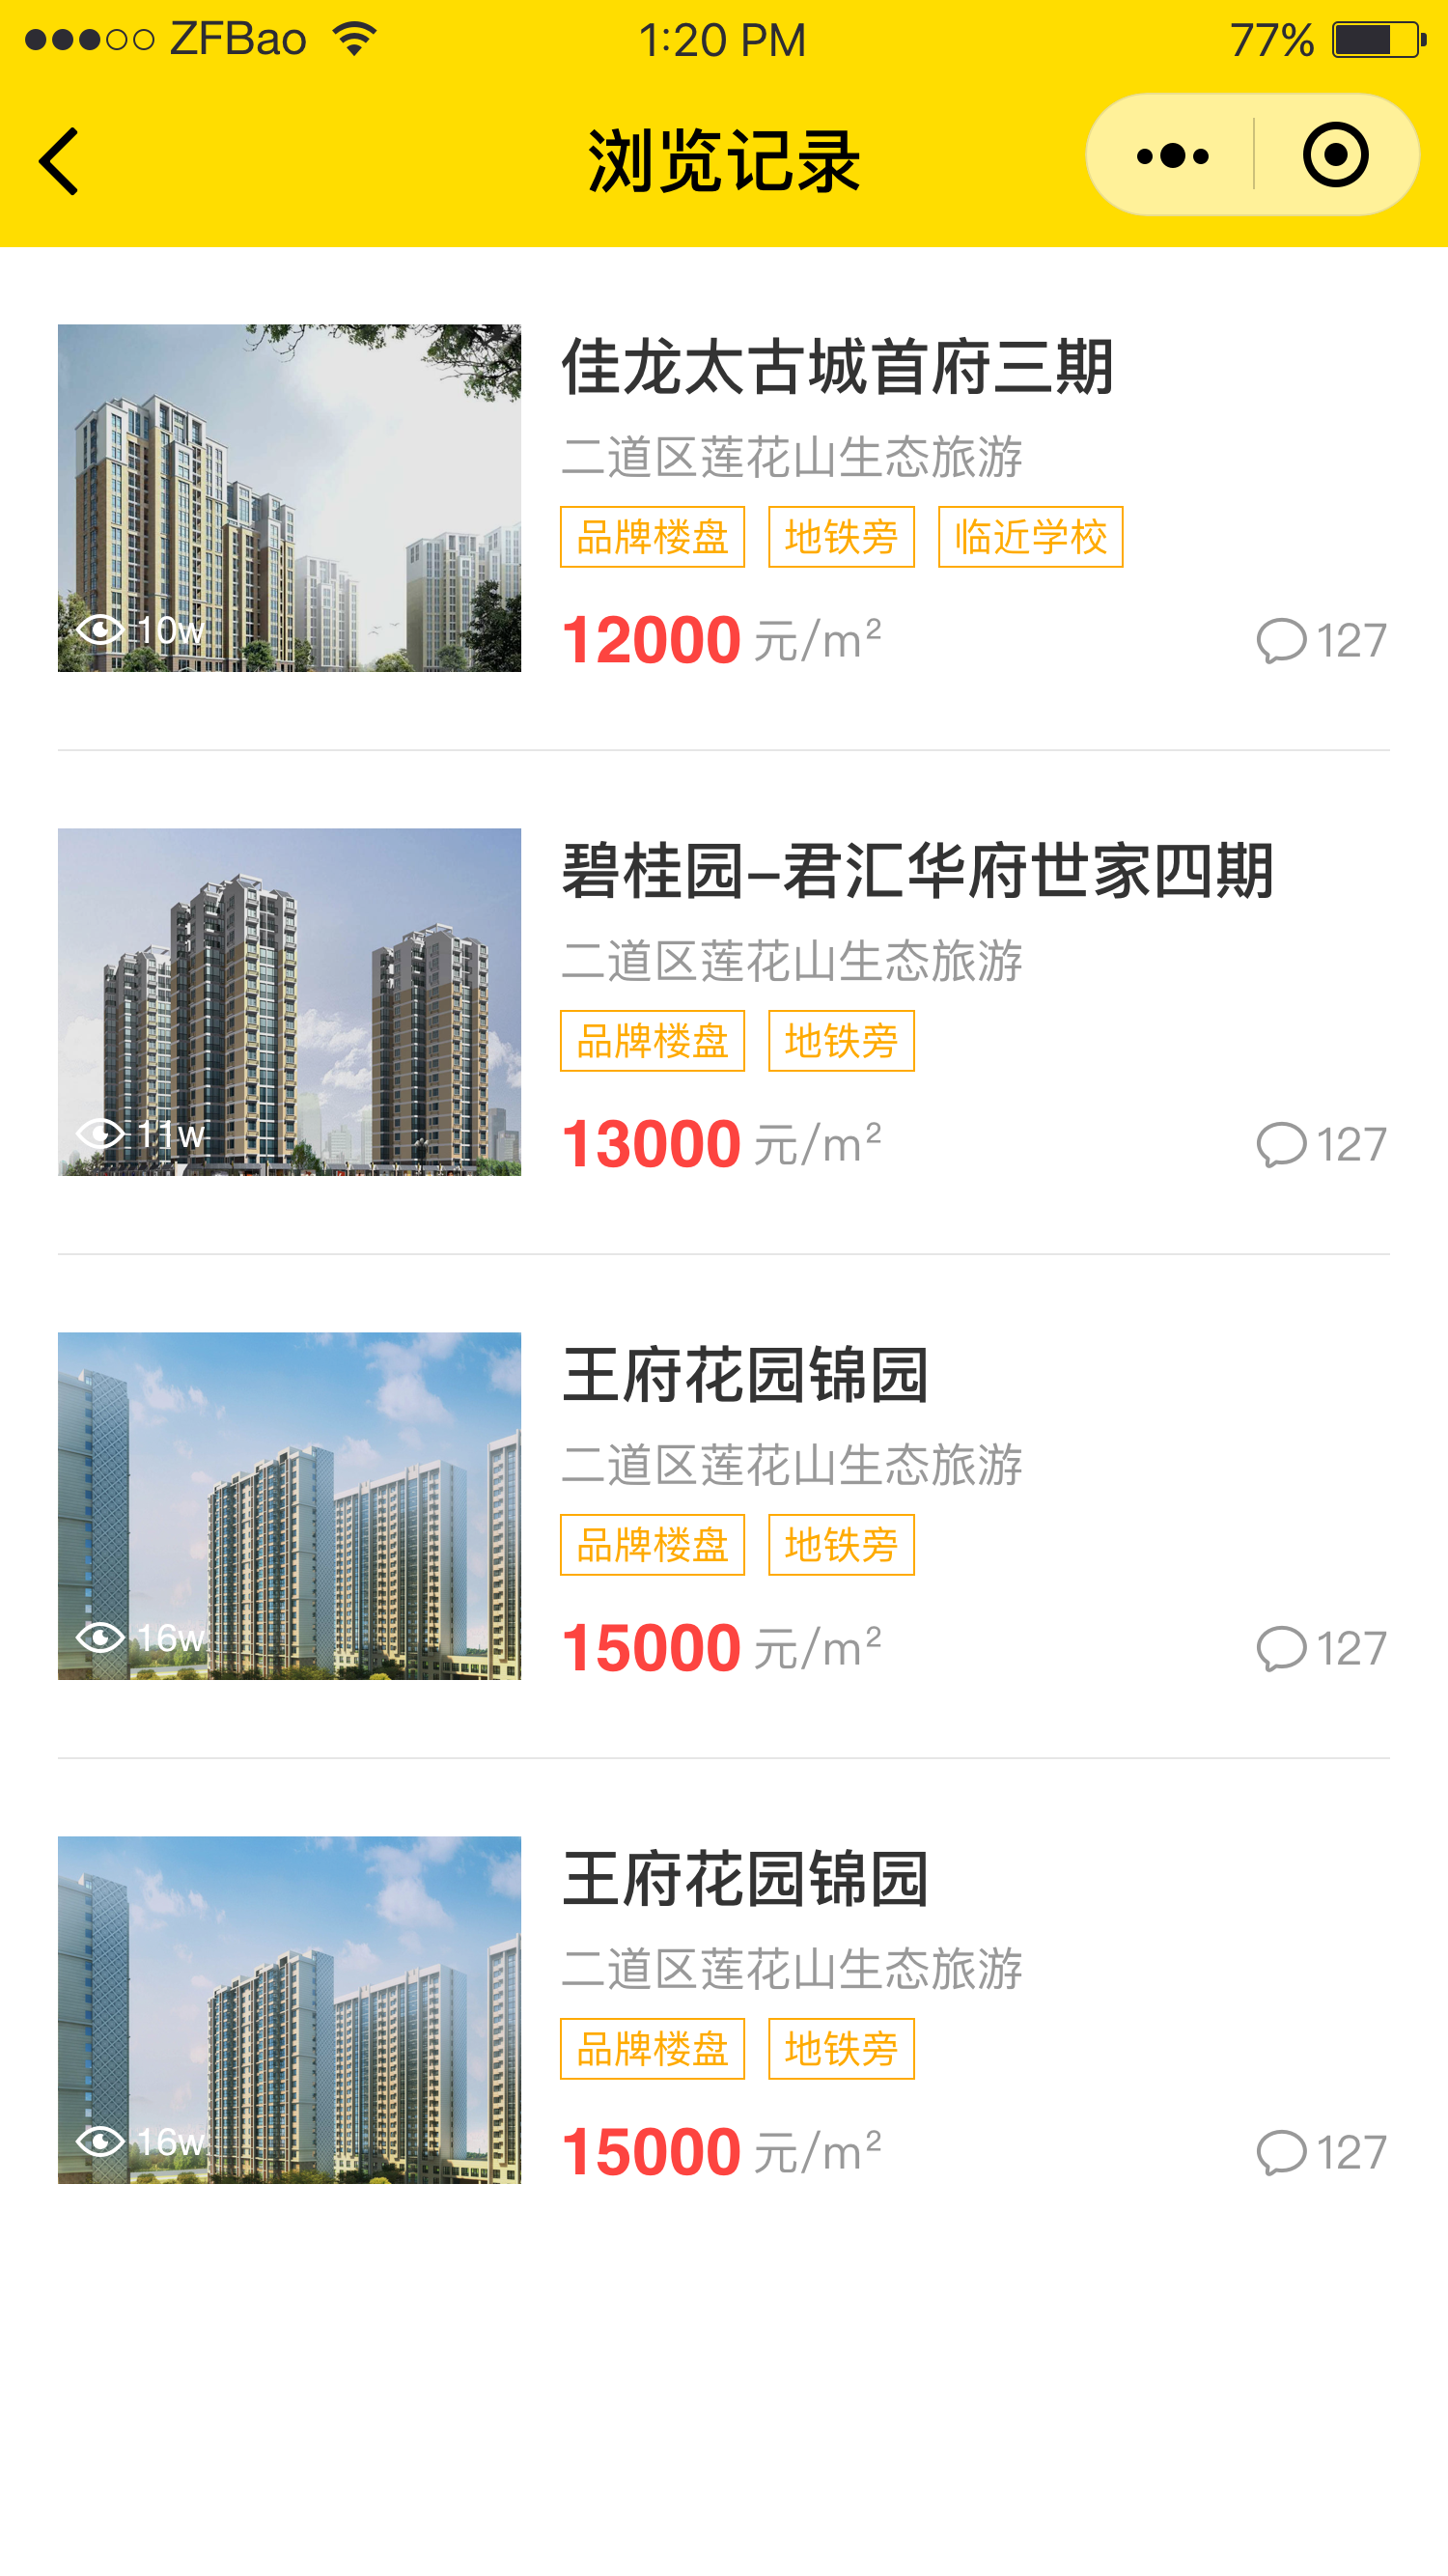 ZFBao 1:20 PM 77%
浏览记录
佳龙太古城首府三期
二道区莲花山生态旅游
品牌楼盘 地铁旁 临近学校
10w
12000 元/m² 127
碧桂园-君汇华府世家四期
二道区莲花山生态旅游
品牌楼盘 地铁旁
11w
13000 元/m² 127
王府花园锦园
二道区莲花山生态旅游
品牌楼盘 地铁旁
16w
15000 元/m² 127
王府花园锦园
二道区莲花山生态旅游
品牌楼盘 地铁旁
16w
15000 元/m² 127